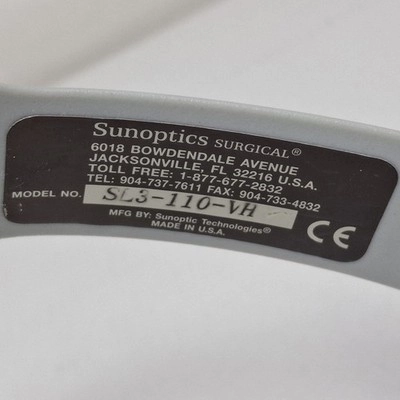 Sunoptics SURGICAL®
6018 BOWDENDALE AVENUE
JACKSONVILLE, FL 32216 U.S.A.
TOLL FREE: 1-877-677-2832
TEL: 904-737-7611 FAX: 904-733-4832
MODEL NO. SL3-110-VH
MFG BY: Sunoptic Technologies®
MADE IN U.S.A.
CE